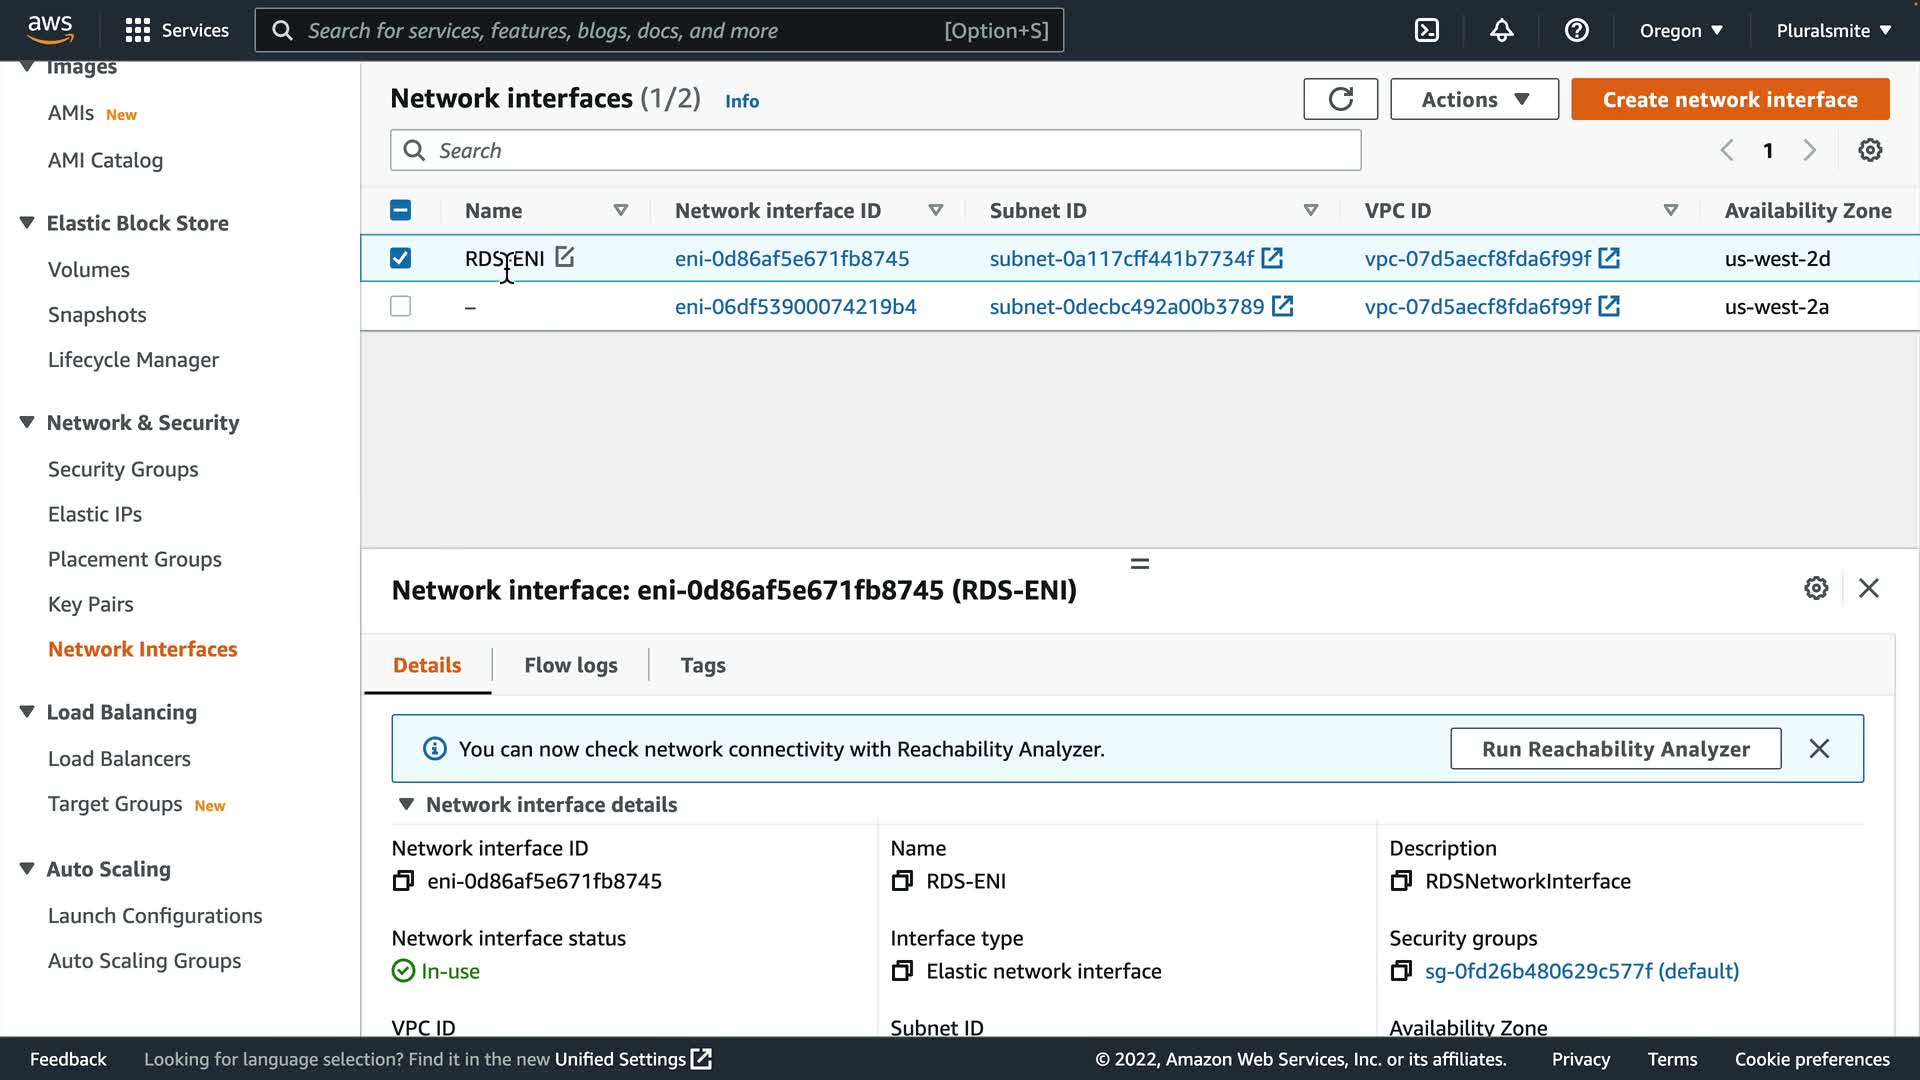 aws
Services
Search for services, features, blogs, docs, and more
[Option+S]
Oregon ▼
Pluralsmite ▼
Images
AMIs New
AMI Catalog
Elastic Block Store
Volumes
Snapshots
Lifecycle Manager
Network & Security
Security Groups
Elastic IPs
Placement Groups
Key Pairs
Network Interfaces
Load Balancing
Load Balancers
Target Groups New
Auto Scaling
Launch Configurations
Auto Scaling Groups
Network interfaces (1/2) Info
Actions ▼
Create network interface
Search
1
Name Network interface ID Subnet ID VPC ID Availability Zone
RDS-ENI eni-0d86af5e671fb8745 subnet-0a117cff441b7734f vpc-07d5aecf8fda6f99f us-west-2d
– eni-06df53900074219b4 subnet-0decbc492a00b3789 vpc-07d5aecf8fda6f99f us-west-2a
Network interface: eni-0d86af5e671fb8745 (RDS-ENI)
Details Flow logs Tags
You can now check network connectivity with Reachability Analyzer.
Run Reachability Analyzer
Network interface details
Network interface ID
eni-0d86af5e671fb8745
Name
RDS-ENI
Description
RDSNetworkInterface
Network interface status
In-use
Interface type
Elastic network interface
Security groups
sg-0fd26b480629c577f (default)
VPC ID
Subnet ID
Availability Zone
Feedback Looking for language selection? Find it in the new Unified Settings
© 2022, Amazon Web Services, Inc. or its affiliates. Privacy Terms Cookie preferences